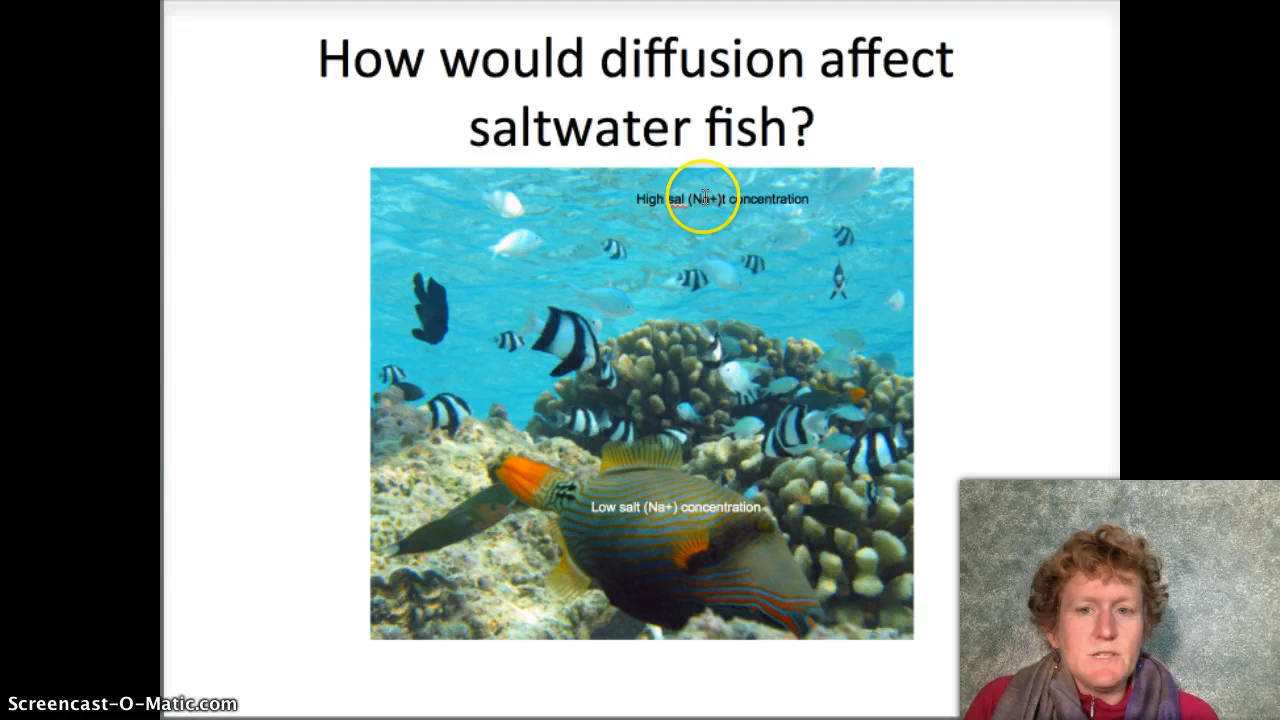 How would diffusion affect
saltwater fish?
High sal (Na+)t concentration
Low salt (Na+) concentration
Screencast-O-Matic.com